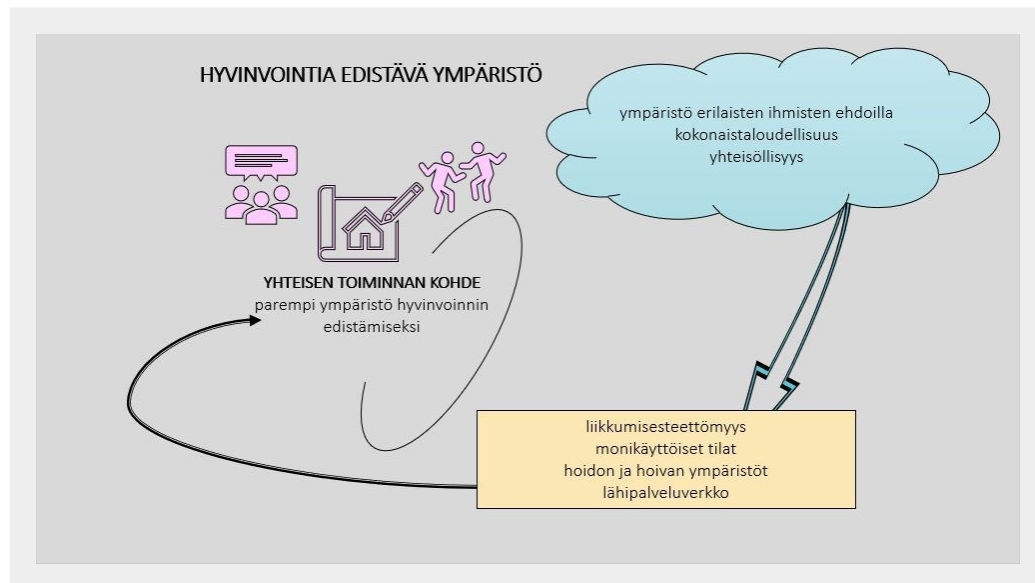 HYVINVOINTIA EDISTÄVÄ YMPÄRISTÖ
ympäristö erilaisten ihmisten ehdoilla
kokonaistaloudellisuus
yhteisöllisyys
YHTEISEN TOIMINNAN KOHDE
parempi ympäristö hyvinvoinnin
edistämiseksi
liikkumisesteettömyys
monikäyttöiset tilat
hoidon ja hoivan ympäristöt
lähipalveluverkko